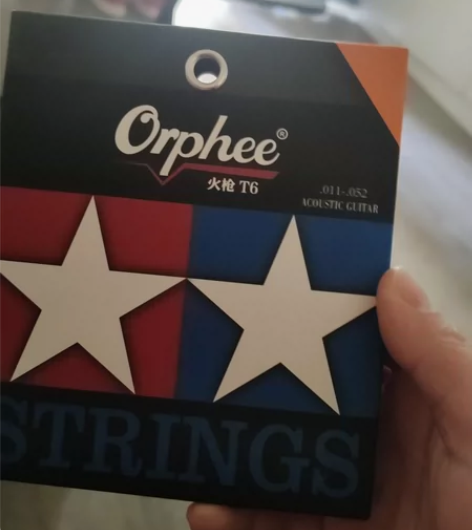 Orphee®
火枪 T6
.011-.052
ACOUSTIC GUITAR
STRINGS